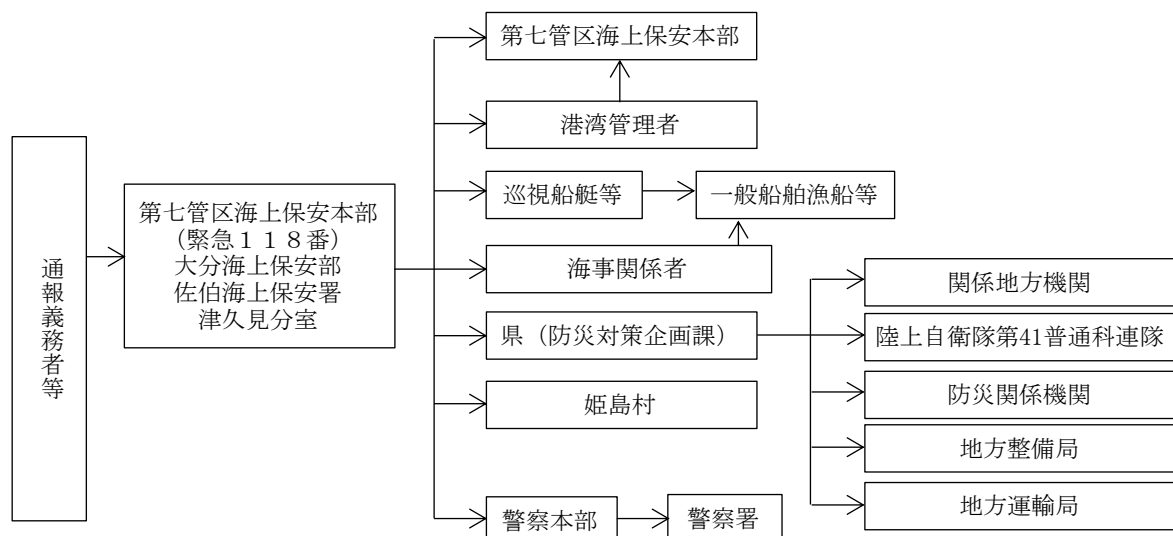 通報義務者等
第七管区海上保安本部
（緊急１１８番）
大分海上保安部
佐伯海上保安署
津久見分室
第七管区海上保安本部
港湾管理者
巡視船艇等
一般船舶漁船等
海事関係者
県（防災対策企画課）
姫島村
警察本部
警察署
関係地方機関
陸上自衛隊第41普通科連隊
防災関係機関
地方整備局
地方運輸局